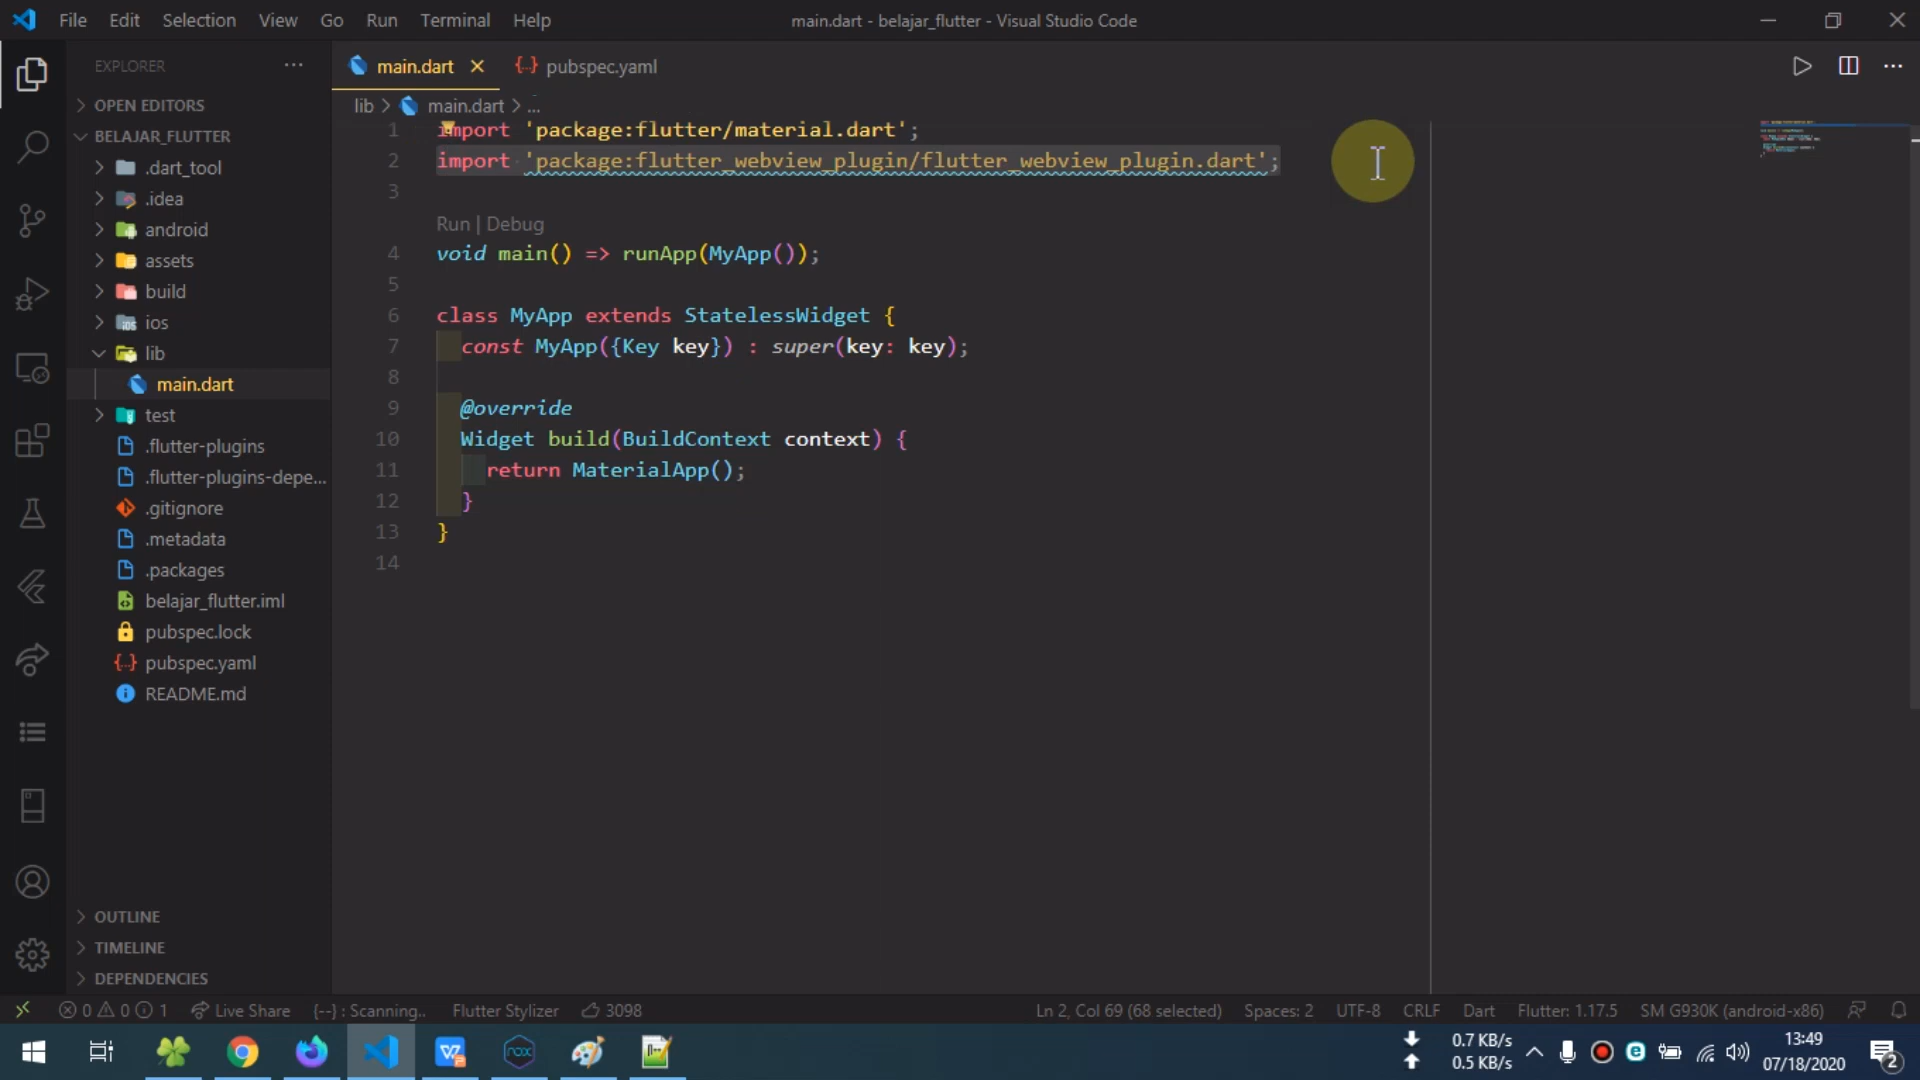 File Edit Selection View Go Run Terminal Help
main.dart - belajar_flutter - Visual Studio Code
EXPLORER
OPEN EDITORS
BELAJAR_FLUTTER
.dart_tool
.idea
android
assets
build
ios
lib
main.dart
test
.flutter-plugins
.flutter-plugins-depe...
.gitignore
.metadata
.packages
belajar_flutter.iml
pubspec.lock
pubspec.yaml
README.md
OUTLINE
TIMELINE
DEPENDENCIES
main.dart pubspec.yaml
lib > main.dart > ...
1 import 'package:flutter/material.dart';
2 import 'package:flutter_webview_plugin/flutter_webview_plugin.dart';
3
Run | Debug
4 void main() => runApp(MyApp());
5
6 class MyApp extends StatelessWidget {
7 const MyApp({Key key}) : super(key: key);
8
9 @override
10 Widget build(BuildContext context) {
11 return MaterialApp();
12 }
13 }
14
0 0 1 Live Share {--} : Scanning.. Flutter Stylizer 3098 Ln 2, Col 69 (68 selected) Spaces: 2 UTF-8 CRLF Dart Flutter: 1.17.5 SM G930K (android-x86)
nox
0.7 KB/s
0.5 KB/s
13:49
07/18/2020
2